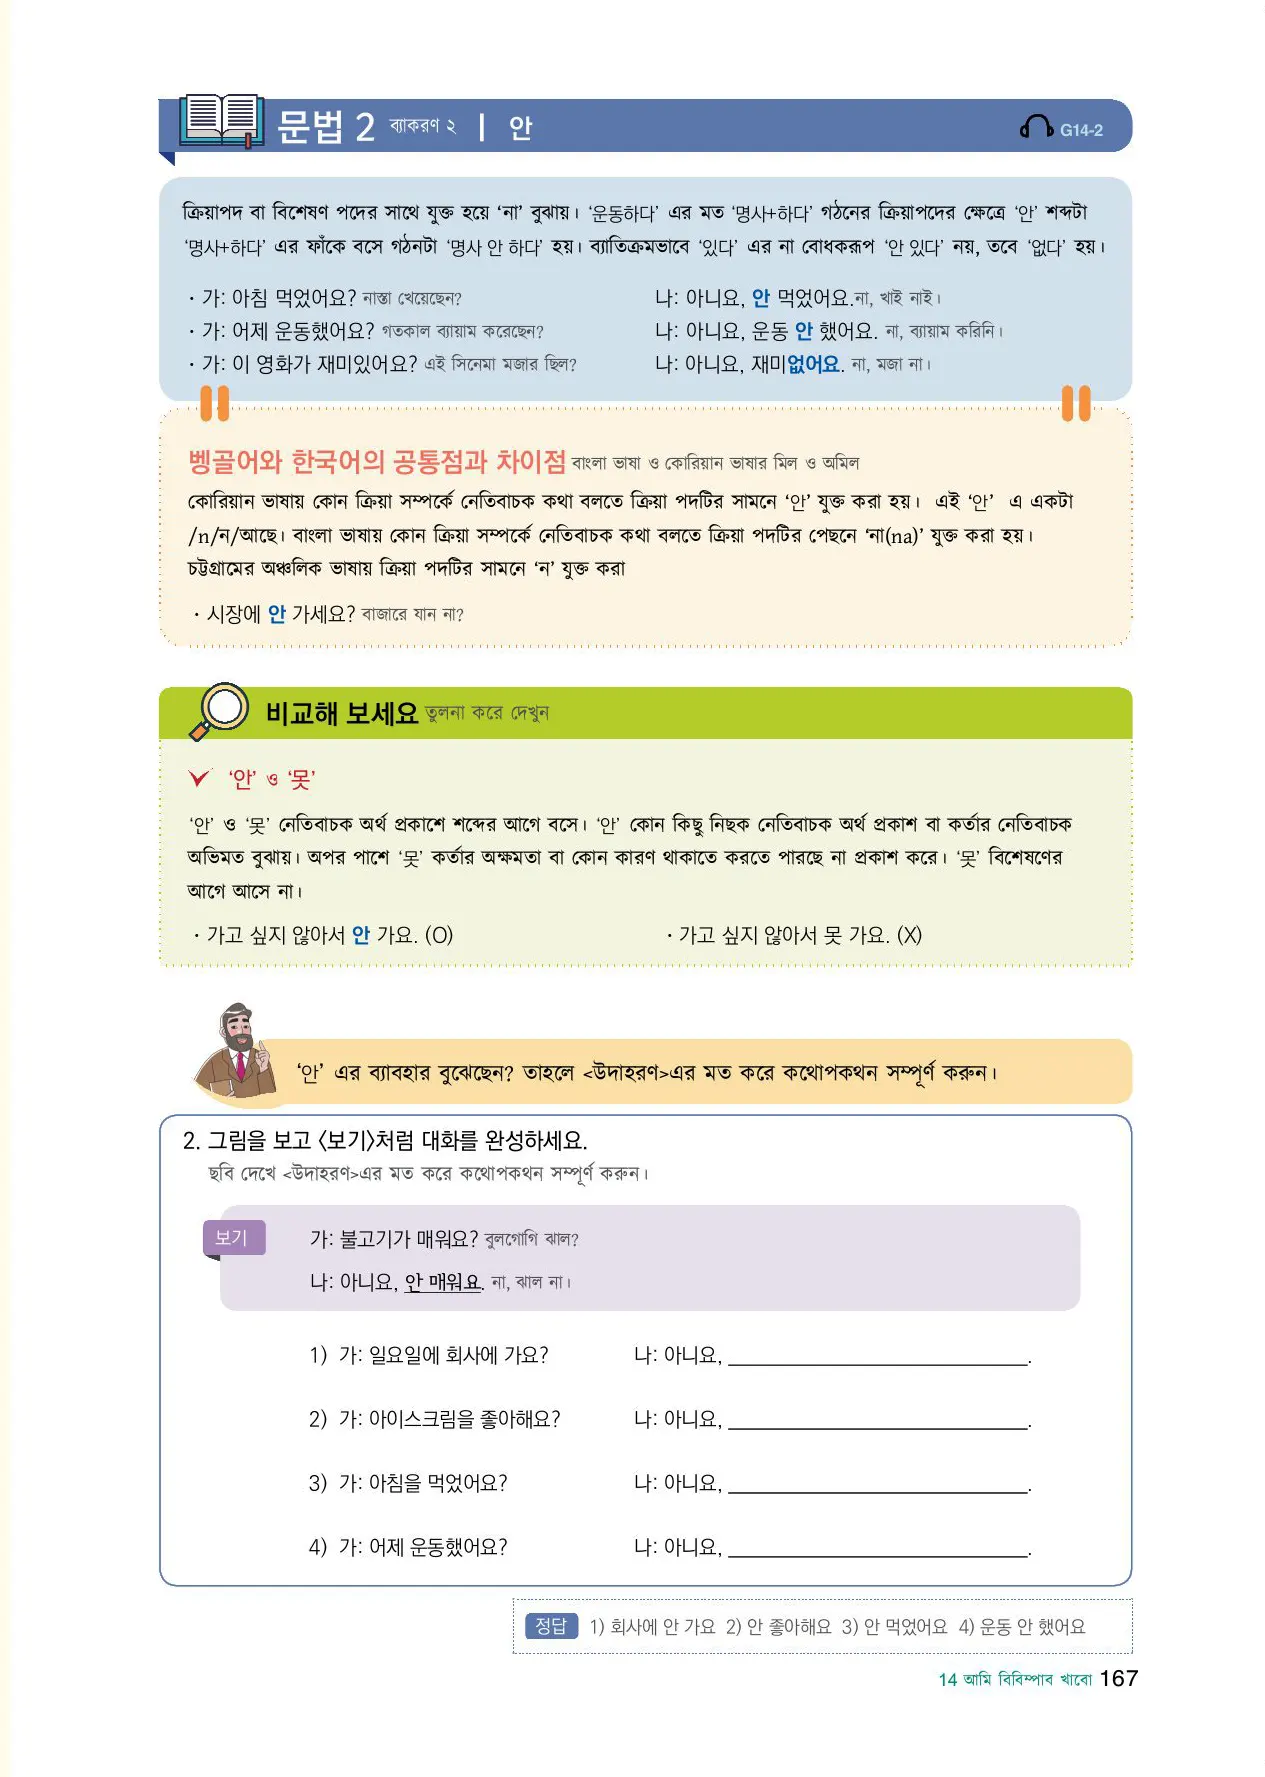 문법 2 ব্যাকরণ ২ | 안
G14-2
ক্রিয়াপদ বা বিশেষণ পদের সাথে যুক্ত হয়ে ‘না’ বুঝায়। ‘운동하다’ এর মত ‘명사+하다’ গঠনের ক্রিয়াপদের ক্ষেত্রে ‘안’ শব্দটা
‘명사+하다’ এর ফাঁকে বসে গঠনটা ‘명사 안 하다’ হয়। ব্যাতিক্রমভাবে ‘있다’ এর না বোধকরূপ ‘안 있다’ নয়, তবে ‘없다’ হয়।
· 가: 아침 먹었어요? নাস্তা খেয়েছেন? 나: 아니요, 안 먹었어요.না, খাই নাই।
· 가: 어제 운동했어요? গতকাল ব্যায়াম করেছেন? 나: 아니요, 운동 안 했어요. না, ব্যায়াম করিনি।
· 가: 이 영화가 재미있어요? এই সিনেমা মজার ছিল? 나: 아니요, 재미없어요. না, মজা না।
벵골어와 한국어의 공통점과 차이점 বাংলা ভাষা ও কোরিয়ান ভাষার মিল ও অমিল
কোরিয়ান ভাষায় কোন ক্রিয়া সম্পর্কে নেতিবাচক কথা বলতে ক্রিয়া পদটির সামনে ‘안’ যুক্ত করা হয়। এই ‘안’ এ একটা
/n/ন/আছে। বাংলা ভাষায় কোন ক্রিয়া সম্পর্কে নেতিবাচক কথা বলতে ক্রিয়া পদটির পেছনে ‘না(na)’ যুক্ত করা হয়।
চট্টগ্রামের অঞ্চলিক ভাষায় ক্রিয়া পদটির সামনে ‘ন’ যুক্ত করা
· 시장에 안 가세요? বাজারে যান না?
비교해 보세요 তুলনা করে দেখুন
‘안’ ও ‘못’
‘안’ ও ‘못’ নেতিবাচক অর্থ প্রকাশে শব্দের আগে বসে। ‘안’ কোন কিছু নিছক নেতিবাচক অর্থ প্রকাশ বা কর্তার নেতিবাচক
অভিমত বুঝায়। অপর পাশে ‘못’ কর্তার অক্ষমতা বা কোন কারণ থাকাতে করতে পারছে না প্রকাশ করে। ‘못’ বিশেষণের
আগে আসে না।
· 가고 싶지 않아서 안 가요. (O) · 가고 싶지 않아서 못 가요. (X)
‘안’ এর ব্যাবহার বুঝেছেন? তাহলে <উদাহরণ>এর মত করে কথোপকথন সম্পূর্ণ করুন।
2. 그림을 보고 〈보기〉처럼 대화를 완성하세요.
ছবি দেখে <উদাহরণ>এর মত করে কথোপকথন সম্পূর্ণ করুন।
보기
가: 불고기가 매워요? বুলগোগি ঝাল?
나: 아니요, 안 매워요. না, ঝাল না।
1) 가: 일요일에 회사에 가요? 나: 아니요, ______________________________.
2) 가: 아이스크림을 좋아해요? 나: 아니요, ______________________________.
3) 가: 아침을 먹었어요? 나: 아니요, ______________________________.
4) 가: 어제 운동했어요? 나: 아니요, ______________________________.
정답 1) 회사에 안 가요 2) 안 좋아해요 3) 안 먹었어요 4) 운동 안 했어요
14 আমি বিবিম্পাব খাবো 167